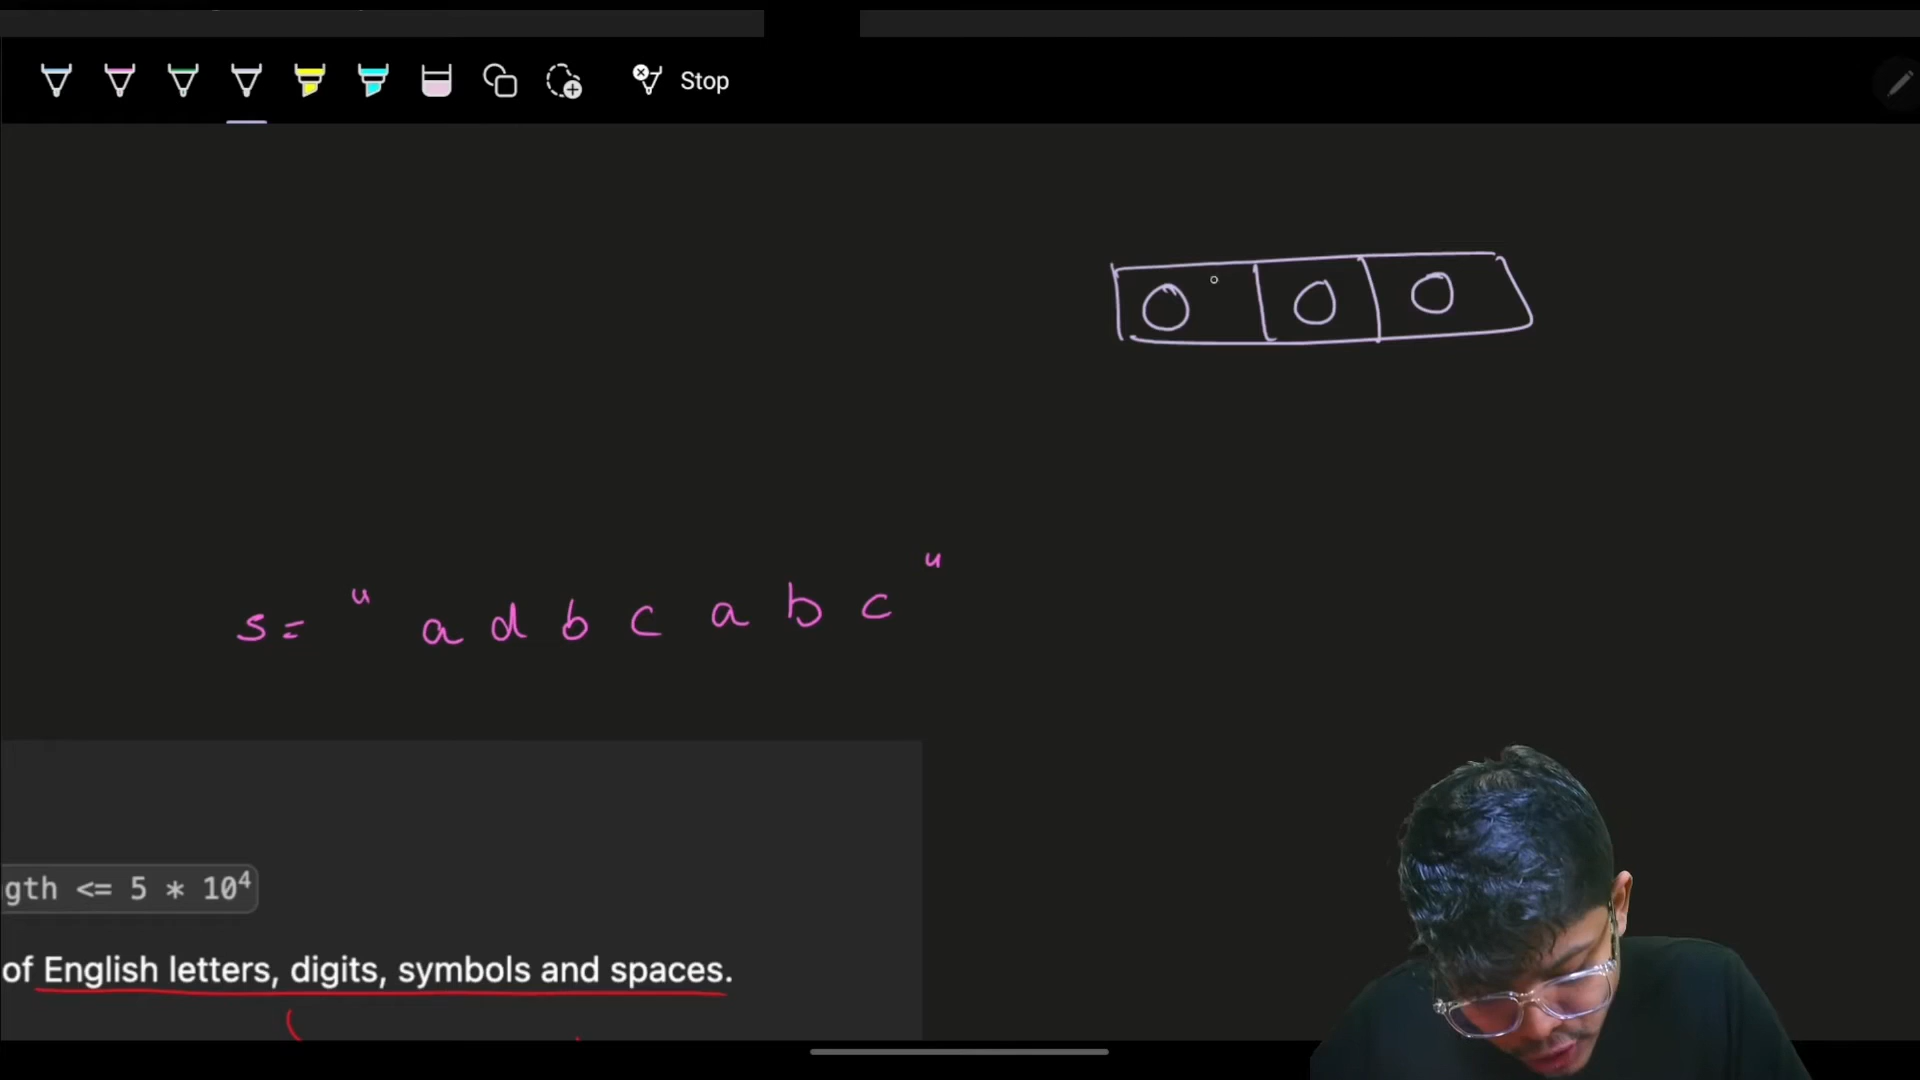 Stop
0 0 0
s= " a d b c a b c "
gth <= 5 * 10⁴
of English letters, digits, symbols and spaces.